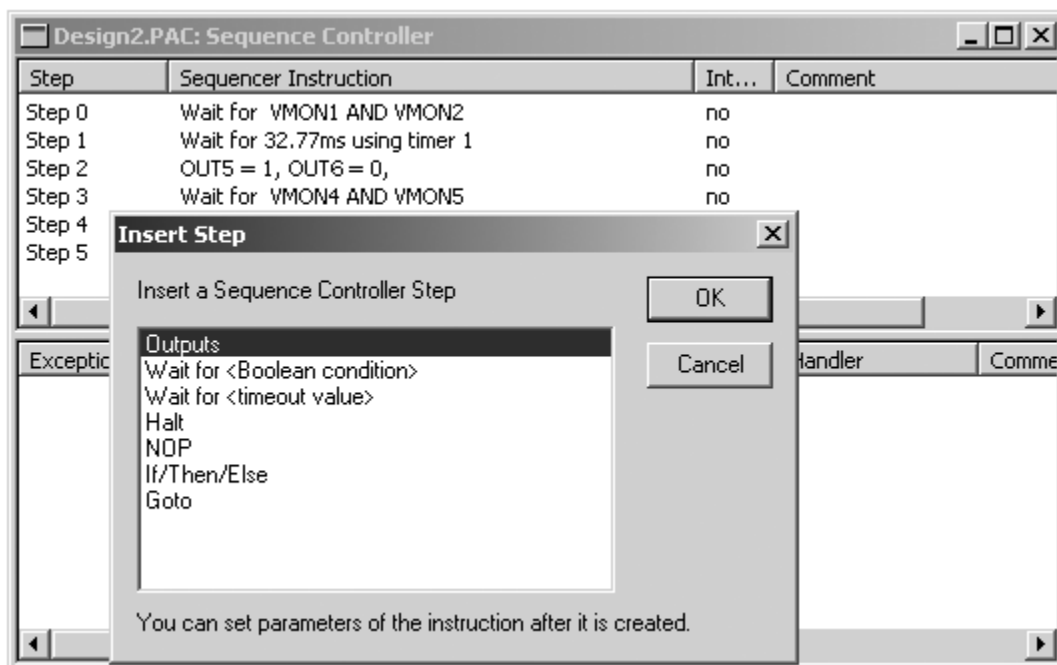 Design2.PAC: Sequence Controller
Step Sequencer Instruction Int... Comment
Step 0 Wait for VMON1 AND VMON2 no
Step 1 Wait for 32.77ms using timer 1 no
Step 2 OUT5 = 1, OUT6 = 0, no
Step 3 Wait for VMON4 AND VMON5 no
Step 4
Step 5
Insert Step
Insert a Sequence Controller Step
OK
Outputs
Wait for <Boolean condition>
Cancel
Wait for <timeout value>
Halt
NOP
If/Then/Else
Goto
You can set parameters of the instruction after it is created.
Exceptic Handler Comme